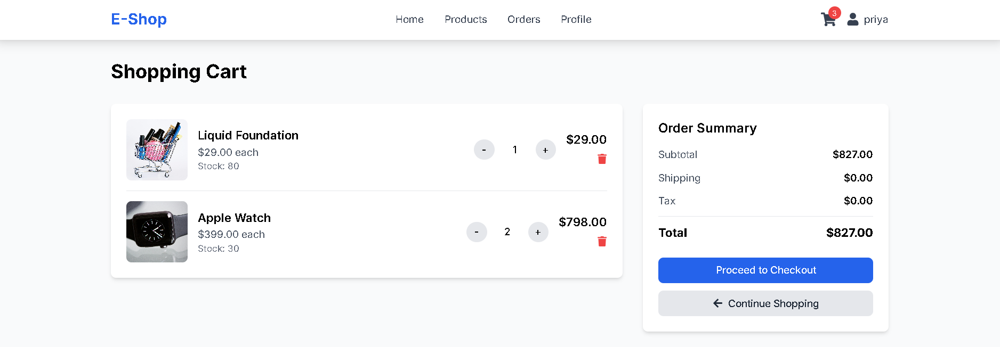 E-Shop
Home Products Orders Profile
3
priya
Shopping Cart
Liquid Foundation
$29.00 each
Stock: 80
- 1 +
$29.00
Apple Watch
$399.00 each
Stock: 30
- 2 +
$798.00
Order Summary
Subtotal $827.00
Shipping $0.00
Tax $0.00
Total $827.00
Proceed to Checkout
Continue Shopping